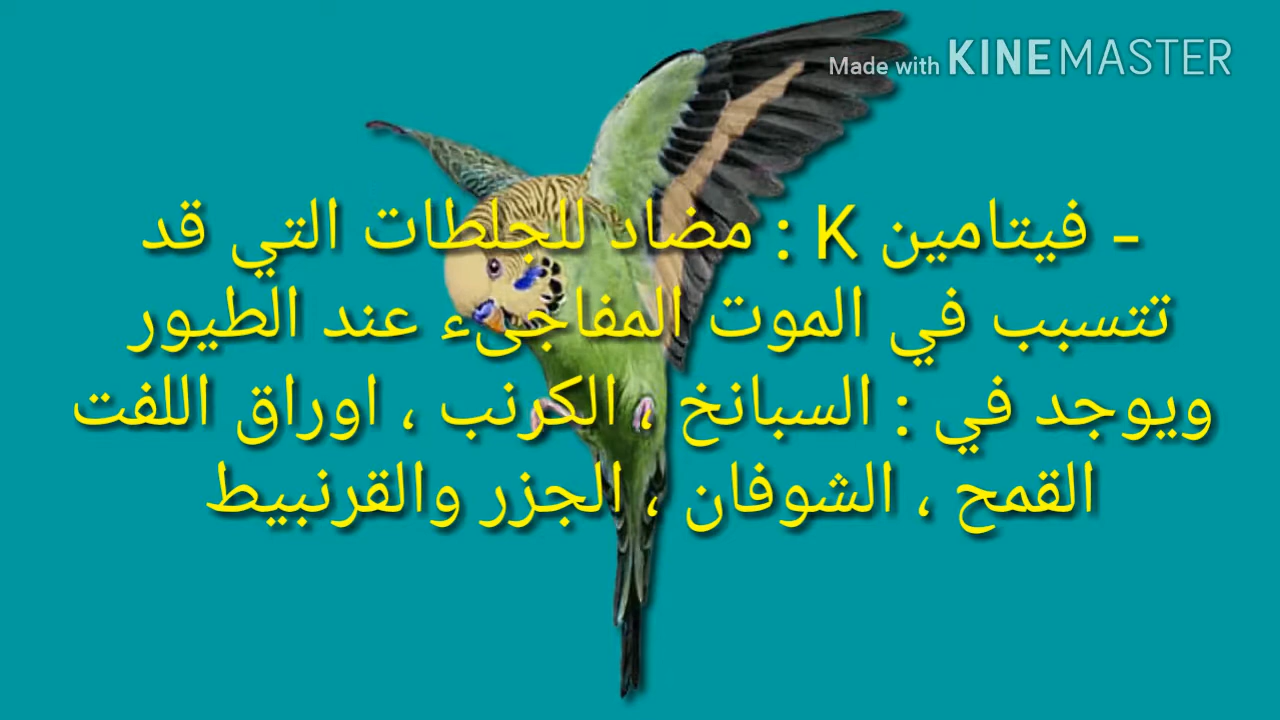 Made with KINEMASTER
- فيتامين K : مضاد للجلطات التي قد
تتسبب في الموت المفاجىء عند الطيور
ويوجد في : السبانخ ، الكرنب ، اوراق اللفت
القمح ، الشوفان ، الجزر والقرنبيط